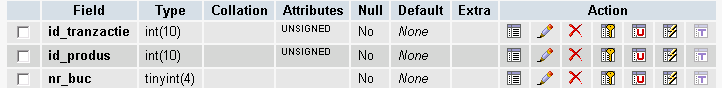 Field Type Collation Attributes Null Default Extra Action
id_tranzactie int(10) UNSIGNED No None
id_produs int(10) UNSIGNED No None
nr_buc tinyint(4) No None